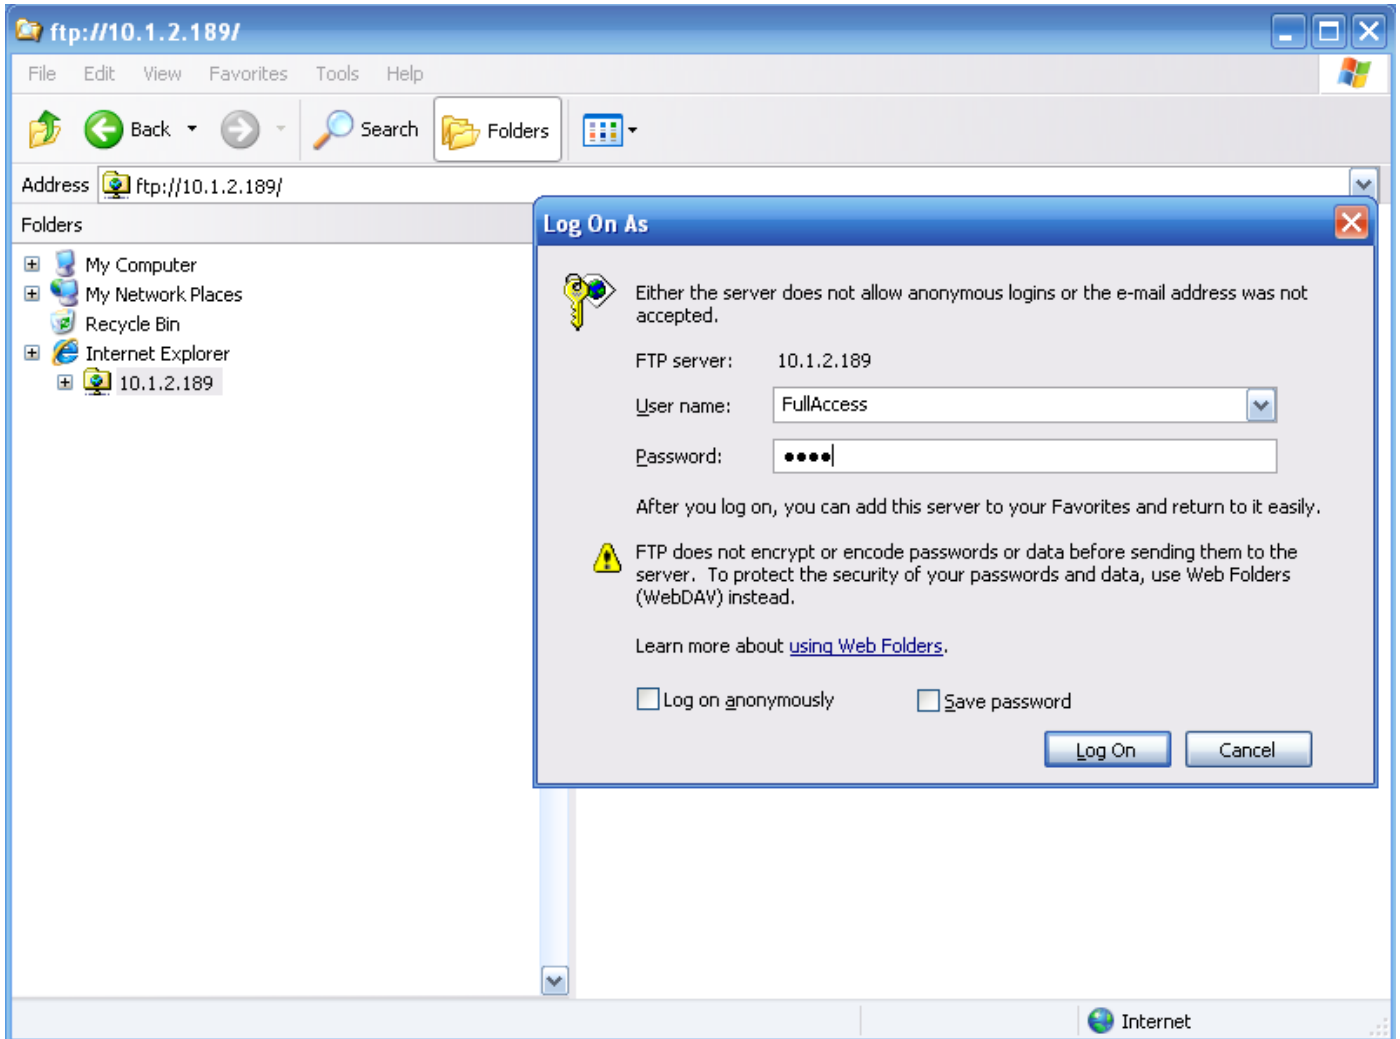 ftp://10.1.2.189/
File Edit View Favorites Tools Help
Back Search Folders
Address ftp://10.1.2.189/
Folders
My Computer
My Network Places
Recycle Bin
Internet Explorer
10.1.2.189
Log On As
Either the server does not allow anonymous logins or the e-mail address was not
accepted.
FTP server: 10.1.2.189
User name: FullAccess
Password: ●●●●
After you log on, you can add this server to your Favorites and return to it easily.
FTP does not encrypt or encode passwords or data before sending them to the
server. To protect the security of your passwords and data, use Web Folders
(WebDAV) instead.
Learn more about using Web Folders.
Log on anonymously Save password
Log On Cancel
Internet